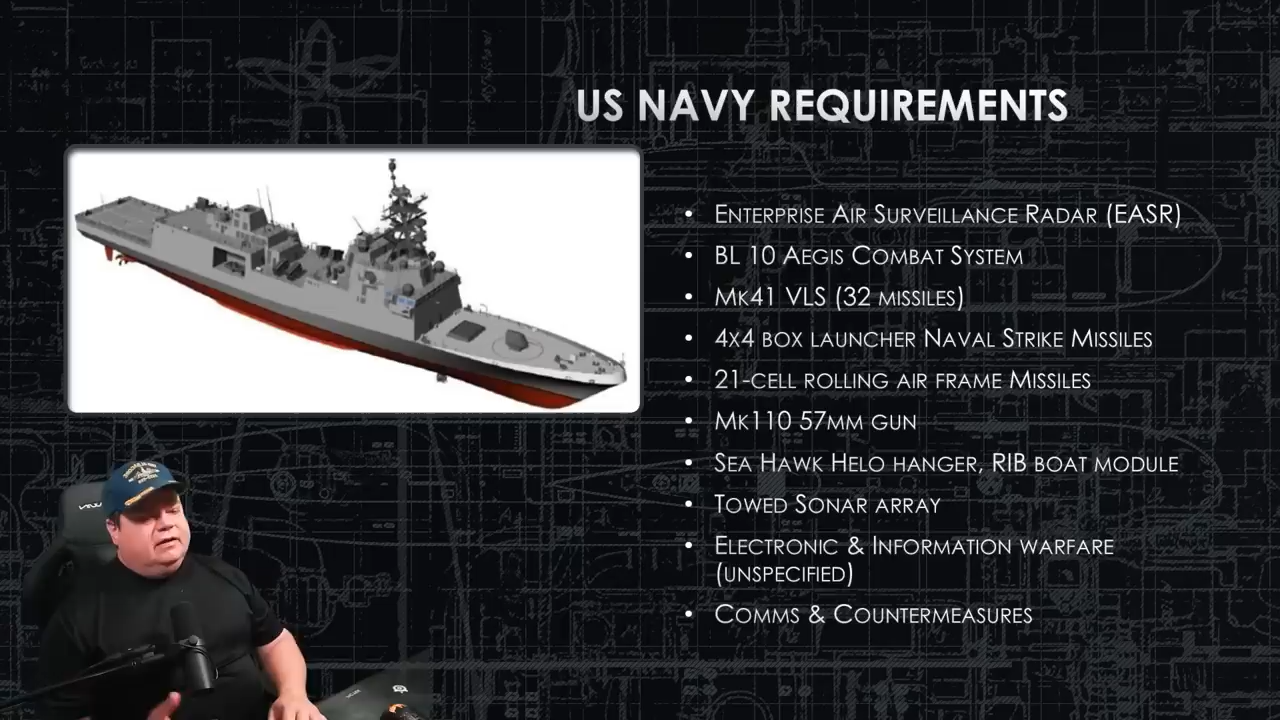 US NAVY REQUIREMENTS
• Enterprise Air Surveillance Radar (EASR)
• BL 10 Aegis Combat System
• Mk41 VLS (32 missiles)
• 4x4 box launcher Naval Strike Missiles
• 21-cell rolling air frame Missiles
• Mk110 57mm gun
• Sea Hawk Helo hanger, RIB boat module
• Towed Sonar array
• Electronic & Information warfare
(unspecified)
• Comms & Countermeasures